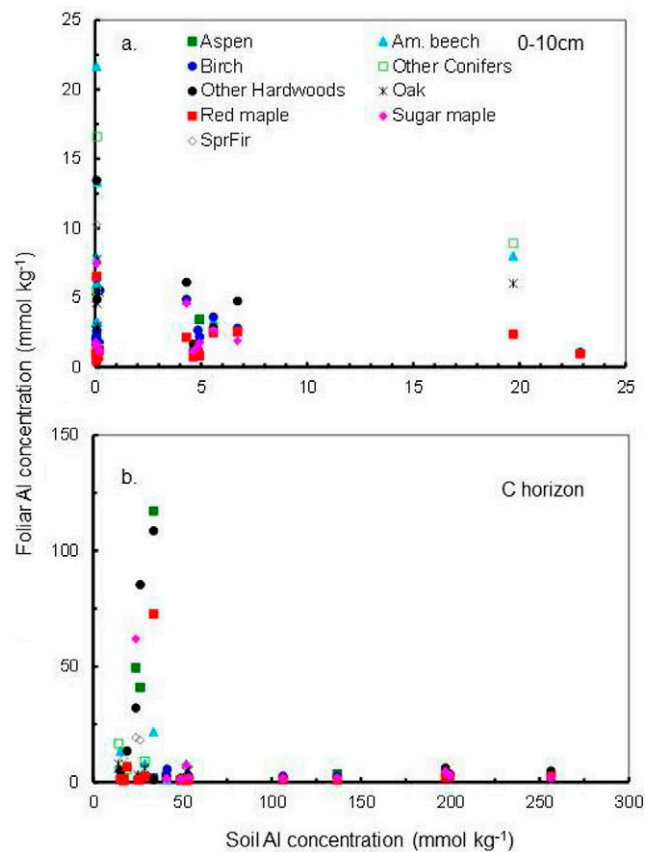 a.
Aspen
Am. beech
0-10cm
Birch
Other Conifers
Other Hardwoods
Oak
Red maple
Sugar maple
SprFir
25
20
15
10
5
0
0
5
10
15
20
25
Foliar Al concentration (mmol kg⁻¹)
b.
C horizon
150
100
50
0
0
50
100
150
200
250
300
Soil Al concentration (mmol kg⁻¹)